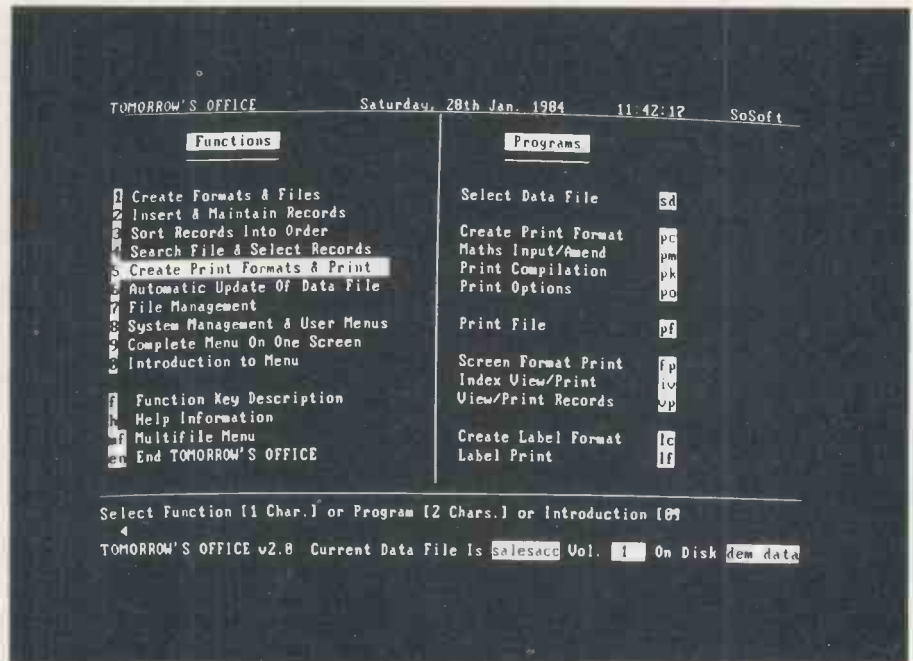 TOMORROW'S OFFICE Saturday, 28th Jan. 1984 11:42:17 SoSoft
Functions
1 Create Formats & Files
2 Insert & Maintain Records
3 Sort Records Into Order
4 Search File & Select Records
5 Create Print Formats & Print
6 Automatic Update Of Data File
7 File Management
8 System Management & User Menus
9 Complete Menu On One Screen
Introduction to Menu
f Function Key Description
h Help Information
mf Multifile Menu
en End TOMORROW'S OFFICE
Programs
Select Data File sd
Create Print Format pc
Maths Input/Amend pm
Print Compilation pk
Print Options po
Print File pf
Screen Format Print fp
Index View/Print iv
View/Print Records vp
Create Label Format lc
Label Print lf
Select Function [1 Char.] or Program [2 Chars.] or Introduction
TOMORROW'S OFFICE v2.0 Current Data File Is salesacc Vol. 1 On Disk dem data